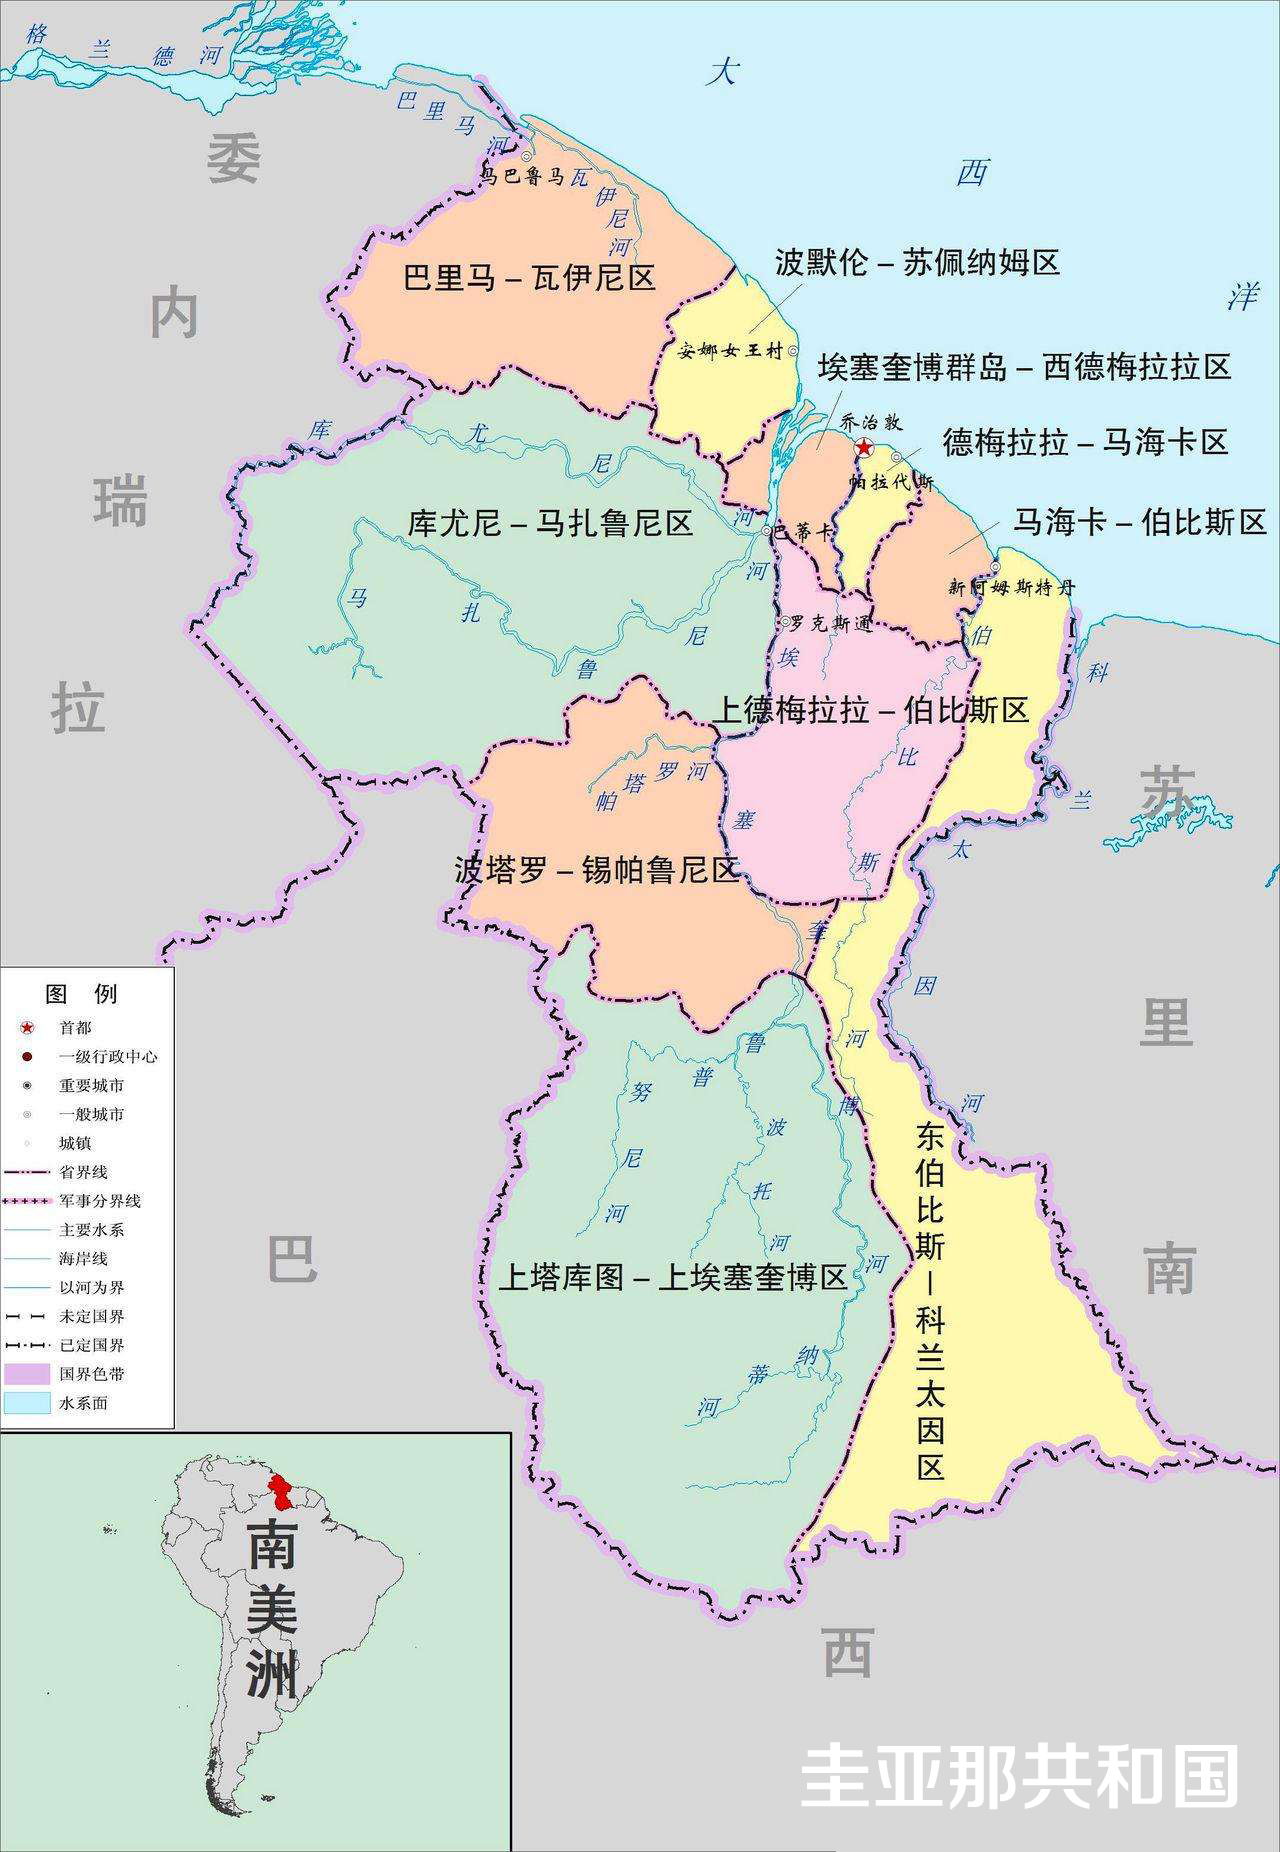 格兰德河
大西洋
委内瑞拉
巴里马河
马巴鲁马
瓦伊尼河
巴里马－瓦伊尼区
波默伦－苏佩纳姆区
安娜女王村
埃塞奎博群岛－西德梅拉拉区
乔治敦
德梅拉拉－马海卡区
帕拉代斯
库尤尼河
库尤尼－马扎鲁尼区
马海卡－伯比斯区
巴蒂卡
马扎鲁尼河
新阿姆斯特丹
罗克斯通
上德梅拉拉－伯比斯区
伯比斯河
科兰太因河
苏里南
帕塔罗河
波塔罗－锡帕鲁尼区
埃塞奎博河
努尼河
鲁普
波托河
东伯比斯－科兰太因区
上塔库图－上埃塞奎博区
纳蒂河
巴西
图 例
首都
一级行政中心
重要城市
一般城市
城镇
省界线
军事分界线
主要水系
海岸线
以河为界
未定国界
已定国界
国界色带
水系面
南美洲
圭亚那共和国